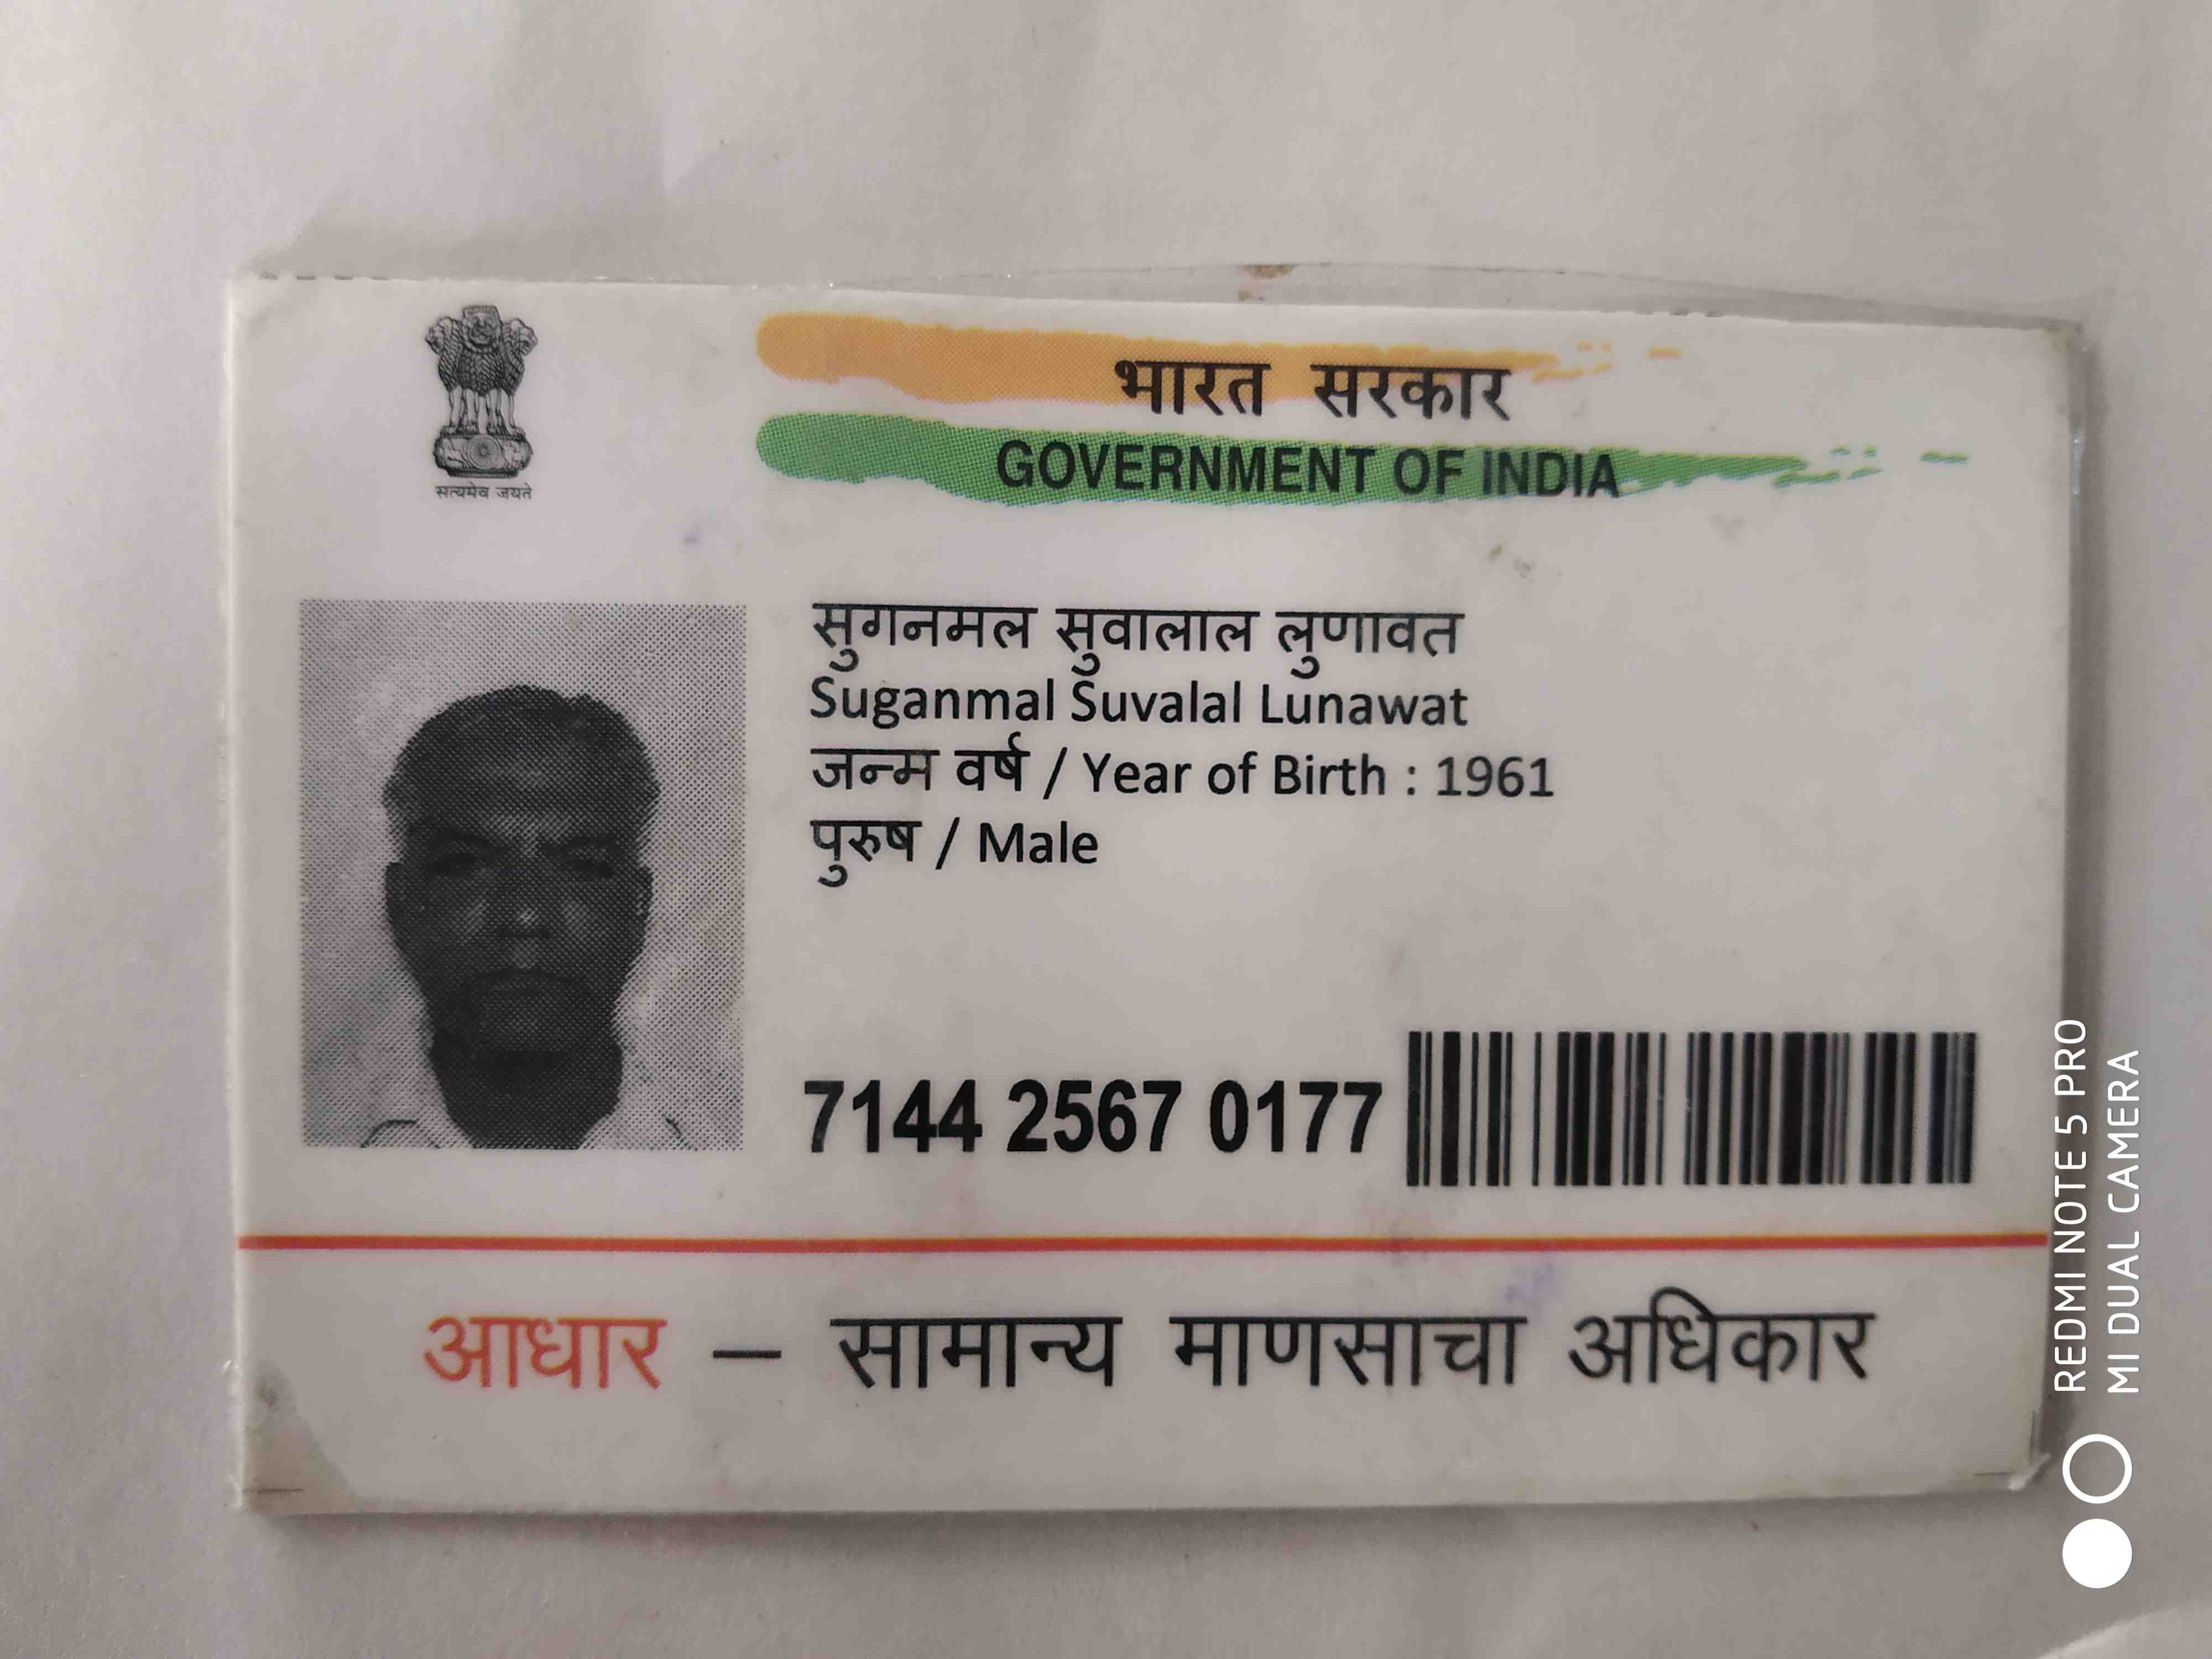 भारत सरकार
GOVERNMENT OF INDIA
सत्यमेव जयते
सुगनमल सुवालाल लुणावत
Suganmal Suvalal Lunawat
जन्म वर्ष / Year of Birth : 1961
पुरुष / Male
7144 2567 0177
आधार – सामान्य माणसाचा अधिकार
REDMI NOTE 5 PRO
MI DUAL CAMERA